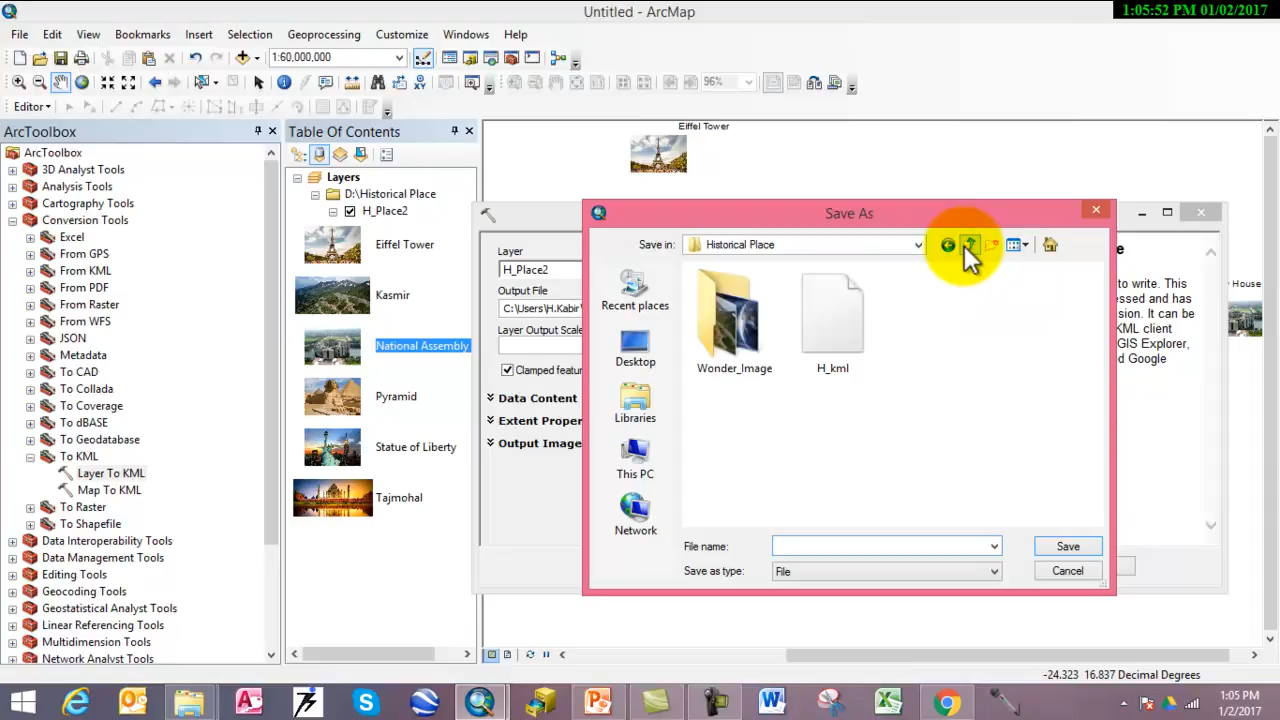 Untitled - ArcMap
1:05:52 PM 01/02/2017
File Edit View Bookmarks Insert Selection Geoprocessing Customize Windows Help
1:60,000,000
96%
Editor
ArcToolbox
ArcToolbox
3D Analyst Tools
Analysis Tools
Cartography Tools
Conversion Tools
Excel
From GPS
From KML
From PDF
From Raster
From WFS
JSON
Metadata
To CAD
To Collada
To Coverage
To dBASE
To Geodatabase
To KML
Layer To KML
Map To KML
To Raster
To Shapefile
Data Interoperability Tools
Data Management Tools
Editing Tools
Geocoding Tools
Geostatistical Analyst Tools
Linear Referencing Tools
Multidimension Tools
Network Analyst Tools
Table Of Contents
Layers
D:\Historical Place
H_Place2
Eiffel Tower
Kasmir
National Assembly
Pyramid
Statue of Liberty
Tajmohal
Eiffel Tower
Layer
H_Place2
Output File
C:\Users\H.Kabir
Layer Output Scale
Clamped featur
Data Content
Extent Proper
Output Image
Save As
Save in: Historical Place
Recent places
Desktop
Libraries
This PC
Network
Wonder_Image
H_kml
File name:
Save
Save as type: File
Cancel
e
to write. This
essed and has
sion. It can be
KML client
GIS Explorer,
d Google
House
-24.323 16.837 Decimal Degrees
1:05 PM
1/2/2017